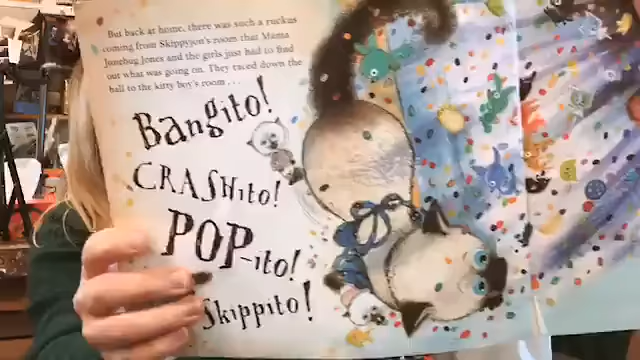 But back at home, there was such a ruckus
coming from Skippyjon's room that Mama
Junebug Jones and the girls just had to find
out what was going on. They raced down the
hall to the kitty boy's room . . .
Bangito!
CRASHito!
POP-ito!
Skippito!